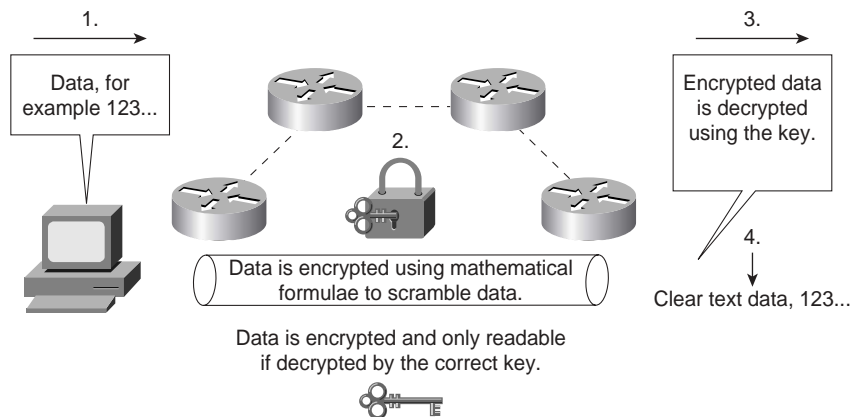 1.
Data, for
example 123...
2.
Data is encrypted using mathematical
formulae to scramble data.
Data is encrypted and only readable
if decrypted by the correct key.
3.
Encrypted data
is decrypted
using the key.
4.
Clear text data, 123...